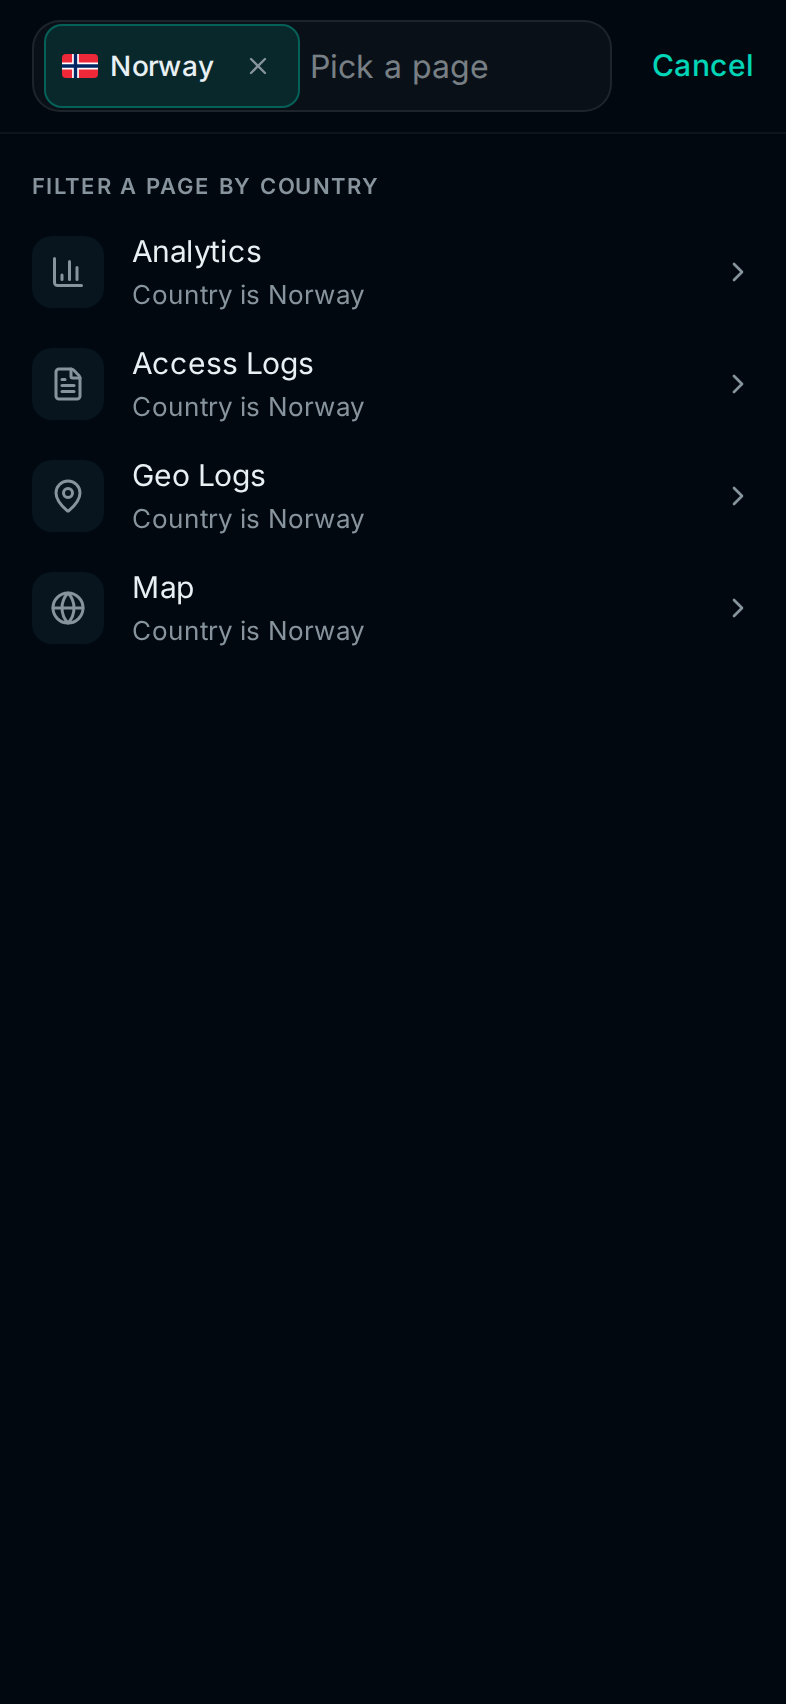 Norway
Pick a page
Cancel
FILTER A PAGE BY COUNTRY
Analytics
Country is Norway
Access Logs
Country is Norway
Geo Logs
Country is Norway
Map
Country is Norway